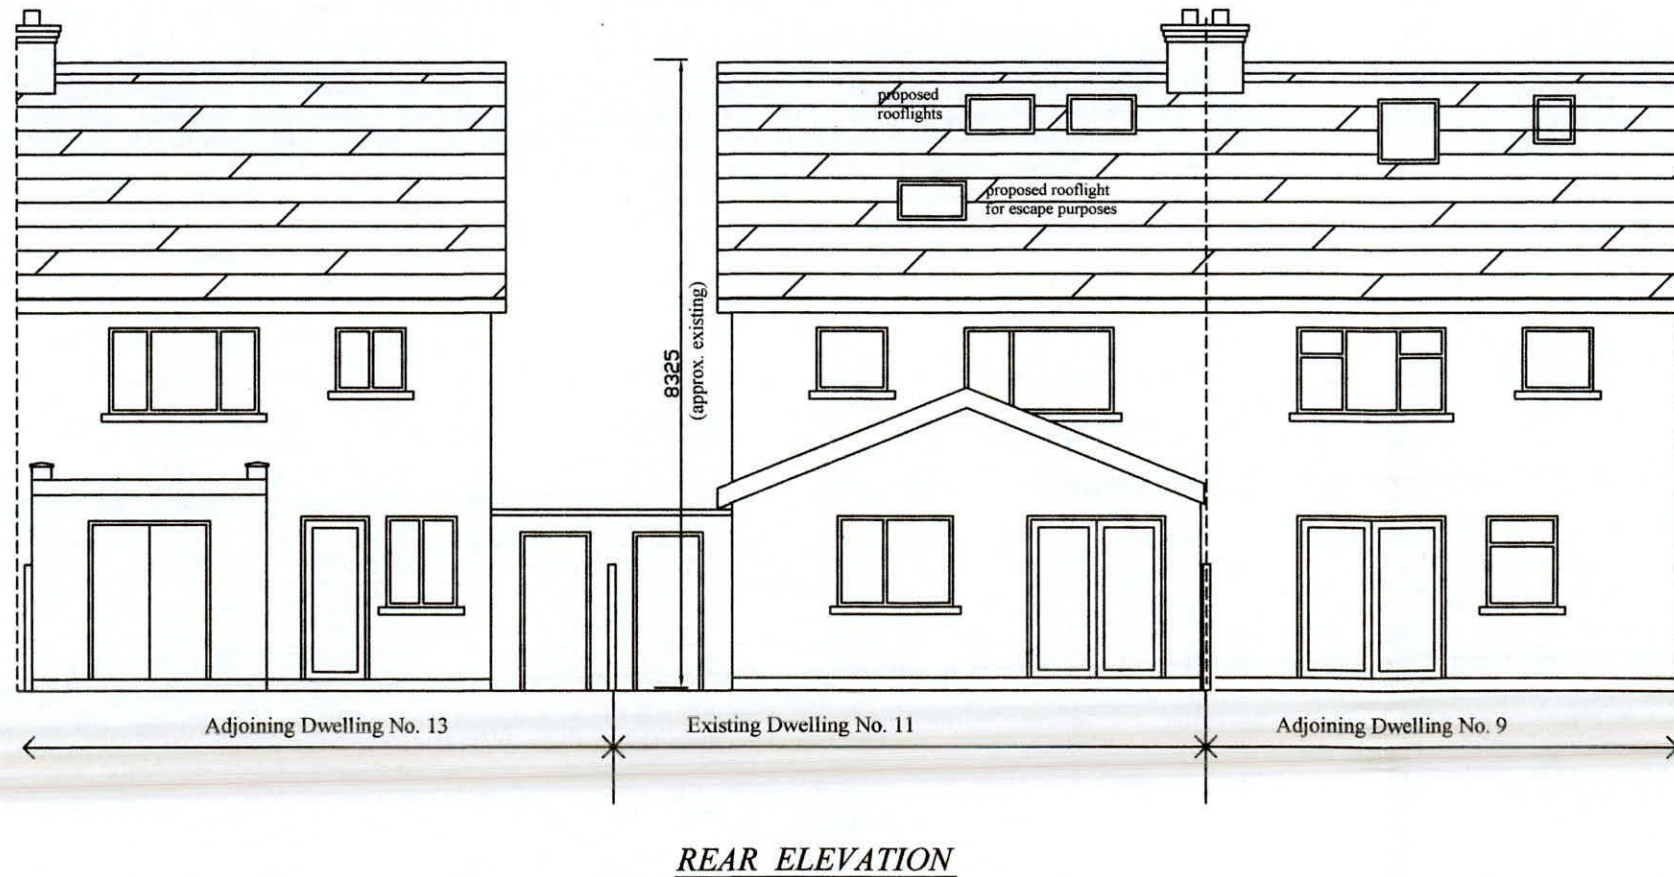 proposed
rooflights
proposed rooflight
for escape purposes
8325
(approx. existing)
Adjoining Dwelling No. 13
Existing Dwelling No. 11
Adjoining Dwelling No. 9
REAR ELEVATION